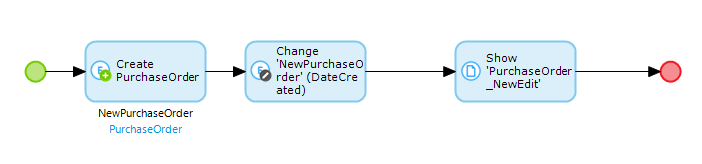 Create
PurchaseOrder
NewPurchaseOrder
PurchaseOrder
Change
'NewPurchaseO
rder' (DateCre
ated)
Show
'PurchaseOrder
_NewEdit'